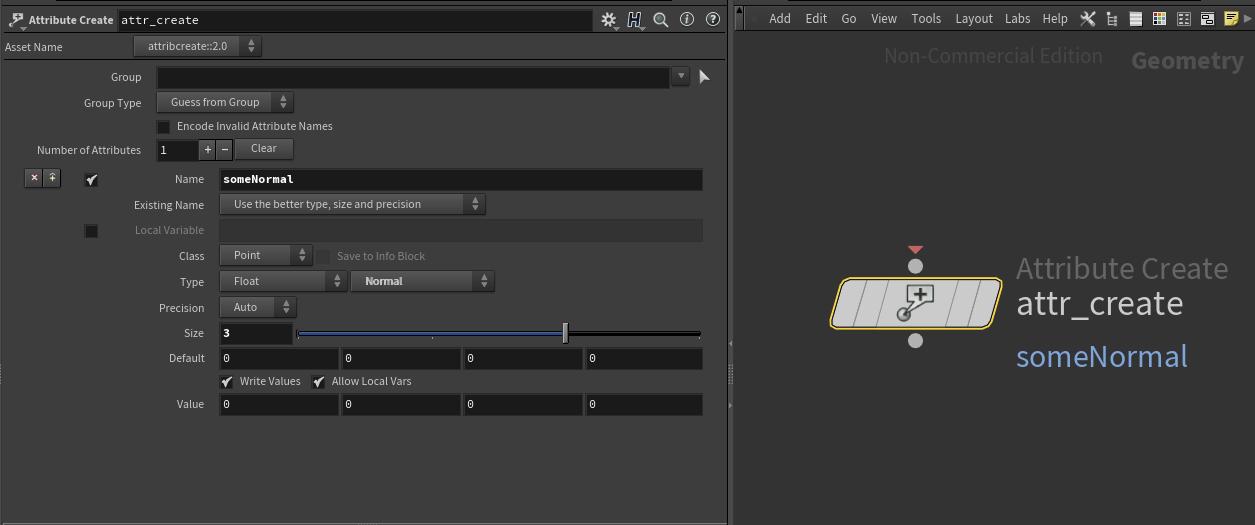 Attribute Create attr_create
Asset Name attribcreate::2.0
Group
Group Type Guess from Group
Encode Invalid Attribute Names
Number of Attributes 1 + − Clear
Name someNormal
Existing Name Use the better type, size and precision
Local Variable
Class Point Save to Info Block
Type Float Normal
Precision Auto
Size 3
Default 0 0 0 0
Write Values Allow Local Vars
Value 0 0 0 0
Add Edit Go View Tools Layout Labs Help
Non-Commercial Edition Geometry
Attribute Create
attr_create
someNormal